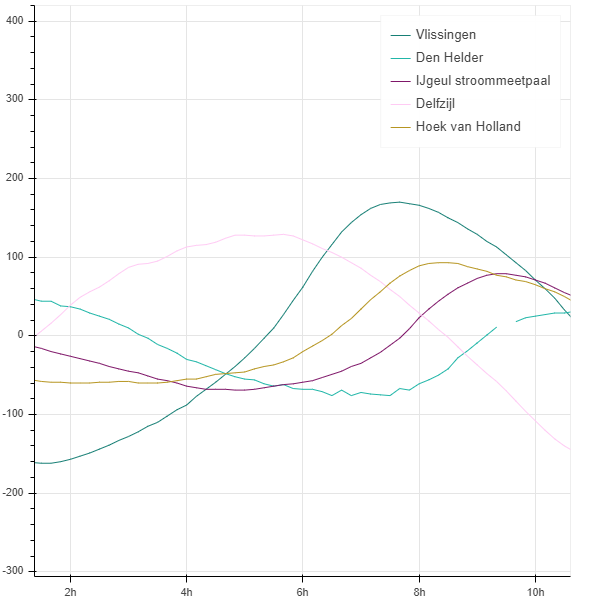 400
300
200
100
0
-100
-200
-300
2h 4h 6h 8h 10h
Vlissingen
Den Helder
IJgeul stroommeetpaal
Delfzijl
Hoek van Holland